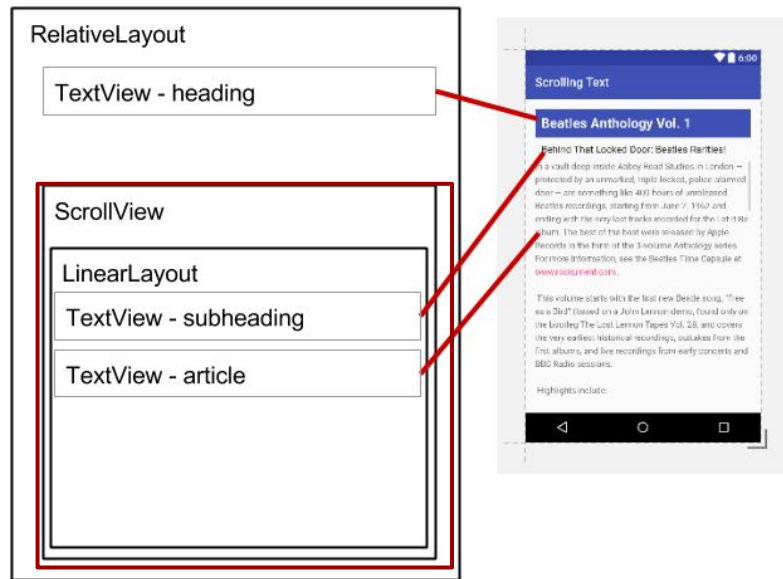 RelativeLayout
TextView - heading
ScrollView
LinearLayout
TextView - subheading
TextView - article
6:00
Scrolling Text
Beatles Anthology Vol. 1
Behind That Locked Door: Beatles Rarities!
In a vault deep inside Abbey Road Studios in London —
protected by an unmarked, triple locked, police alarmed
door — are something like 400 hours of unreleased
Beatles recordings, starting from June 2, 1962 and
ending with the very last tracks recorded for the Let It Be
album. The best of the best were released by Apple
Records in the form of the 3-volume Anthology series.
For more information, see the Beatles Time Capsule at
www.rockument.com.
This volume starts with the first new Beatle song, "Free
as a Bird" (based on a John Lennon demo, found only on
the bootleg The Lost Lennon Tapes Vol. 28, and covers
the very earliest historical recordings, outtakes from the
first albums, and live recordings from early concerts and
BBC Radio sessions.
Highlights include: